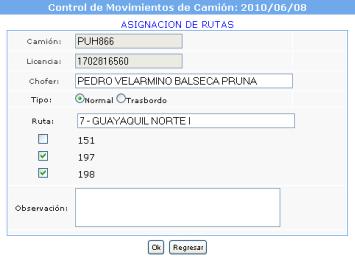 Control de Movimientos de Camión: 2010/06/08
ASIGNACION DE RUTAS
Camión: PUH866
Licencia: 1702816560
Chofer: PEDRO VELARMINO BALSECA PRUNA
Tipo: Normal Trasbordo
Ruta: 7 - GUAYAQUIL NORTE I
151
197
198
Observación:
Ok Regresar